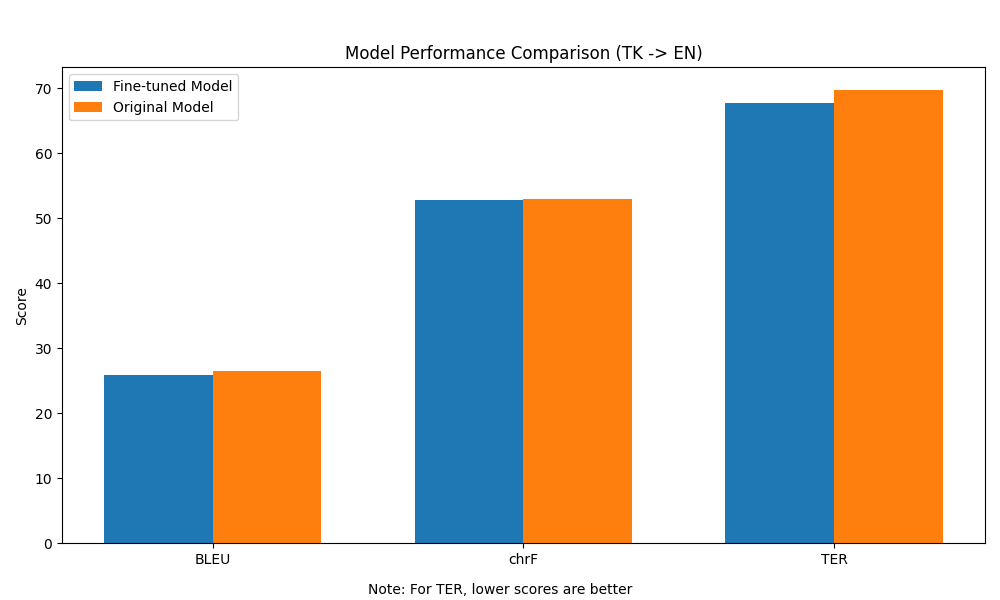 Model Performance Comparison (TK -> EN)
Fine-tuned Model
Original Model
70
60
50
40
30
20
10
0
Score
BLEU
chrF
TER
Note: For TER, lower scores are better